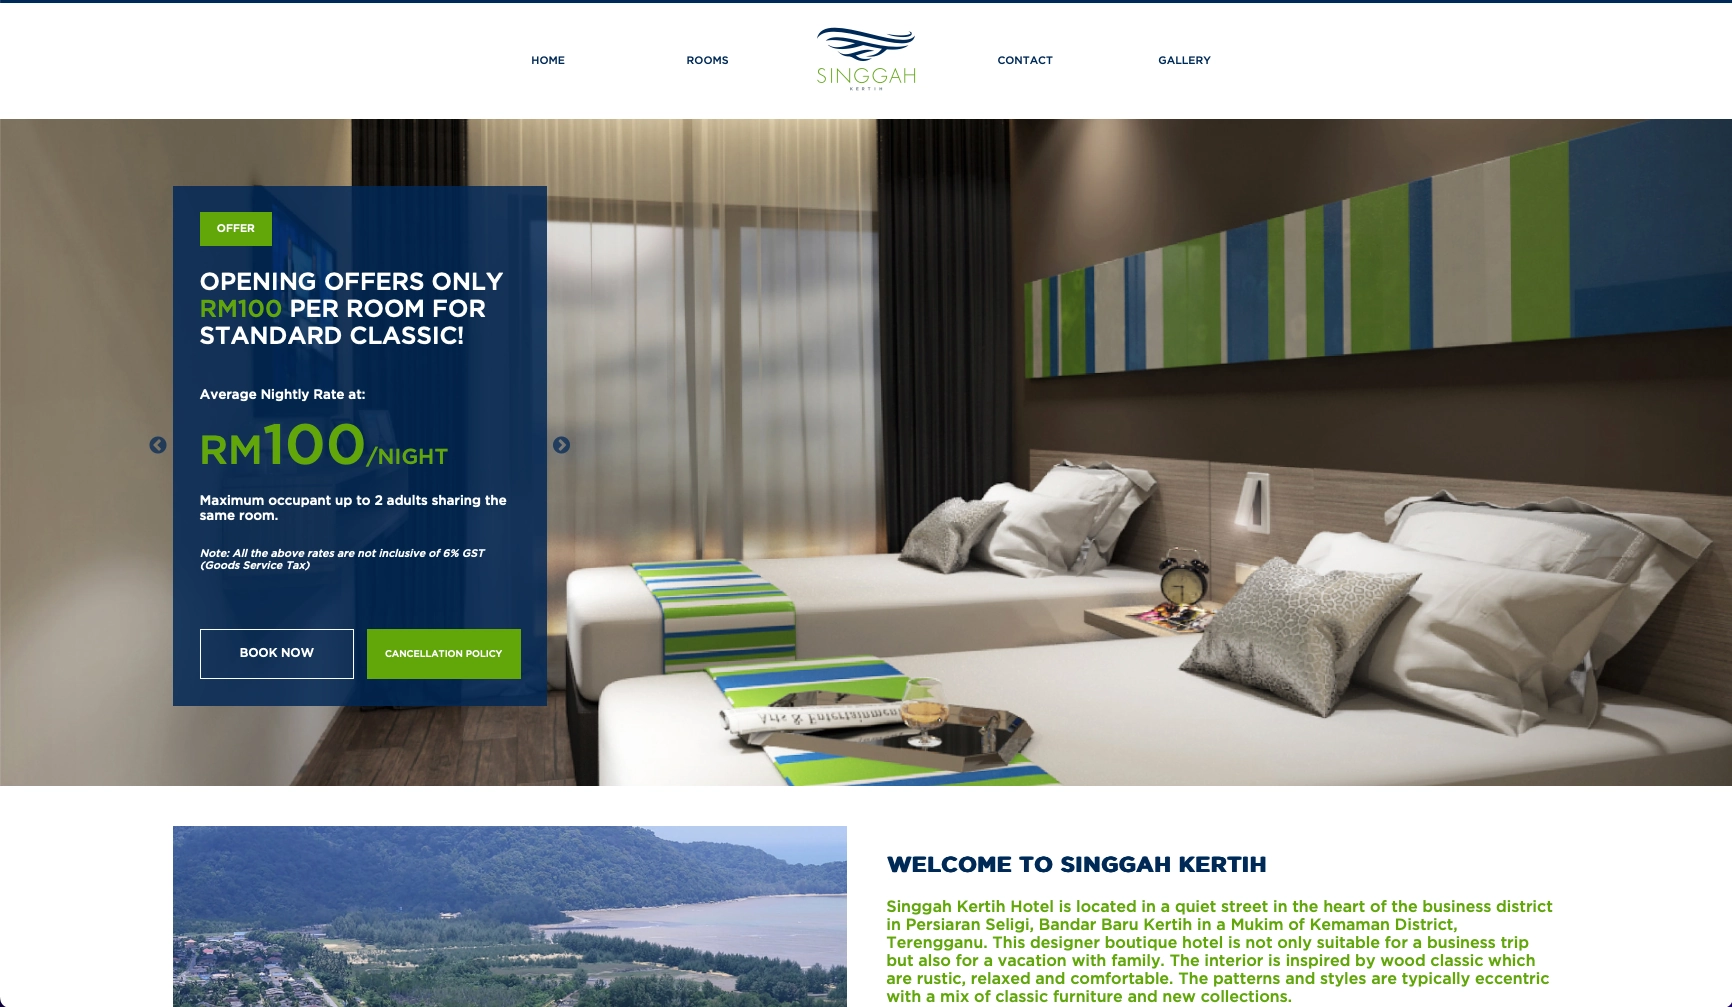 HOME
ROOMS
SINGGAH
KERTIH
CONTACT
GALLERY
OFFER
OPENING OFFERS ONLY
RM100 PER ROOM FOR
STANDARD CLASSIC!
Average Nightly Rate at:
RM100/NIGHT
Maximum occupant up to 2 adults sharing the
same room.
Note: All the above rates are not inclusive of 6% GST
(Goods Service Tax)
BOOK NOW
CANCELLATION POLICY
Arts & Entertainment
WELCOME TO SINGGAH KERTIH
Singgah Kertih Hotel is located in a quiet street in the heart of the business district
in Persiaran Seligi, Bandar Baru Kertih in a Mukim of Kemaman District,
Terengganu. This designer boutique hotel is not only suitable for a business trip
but also for a vacation with family. The interior is inspired by wood classic which
are rustic, relaxed and comfortable. The patterns and styles are typically eccentric
with a mix of classic furniture and new collections.